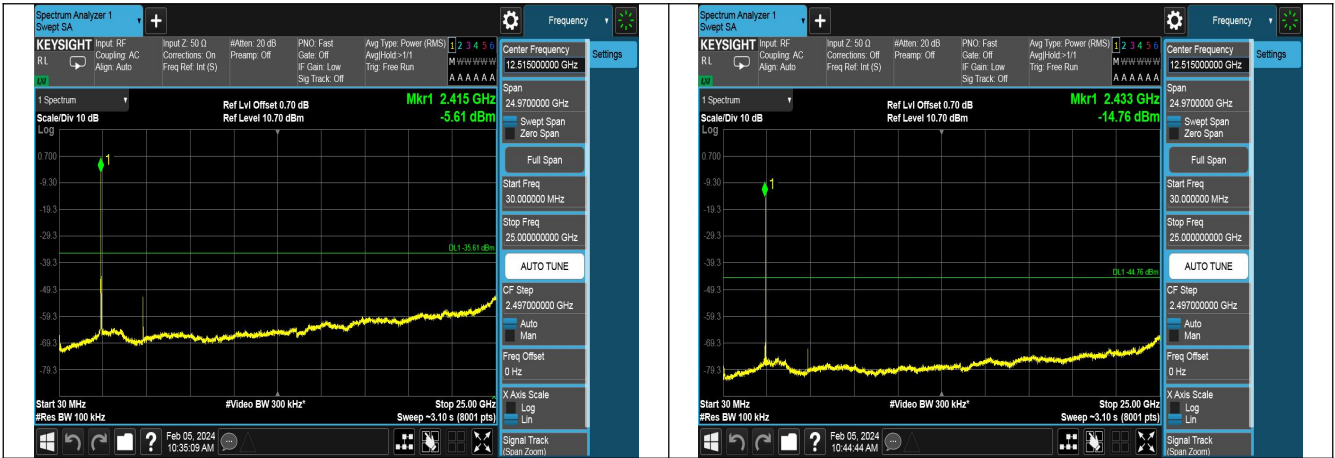 Spectrum Analyzer 1
Swept SA
+
Frequency
KEYSIGHT
RL
LXI
Input: RF
Coupling: AC
Align: Auto
Input Z: 50 Ω
Corrections: On
Freq Ref: Int (S)
#Atten: 20 dB
Preamp: Off
PNO: Fast
Gate: Off
IF Gain: Low
Sig Track: Off
Avg Type: Power (RMS)
Avg|Hold:>1/1
Trig: Free Run
1 2 3 4 5 6
M W W W W W
A A A A A A
Center Frequency
12.515000000 GHz
Settings
1 Spectrum
Scale/Div 10 dB
Log
Ref Lvl Offset 0.70 dB
Ref Level 10.70 dBm
Mkr1 2.415 GHz
-5.61 dBm
1
0.700
-9.30
-19.3
-29.3
DL1 -35.61 dBm
-39.3
-49.3
-59.3
-69.3
-79.3
Start 30 MHz
#Res BW 100 kHz
#Video BW 300 kHz*
Stop 25.00 GHz
Sweep ~3.10 s (8001 pts)
Span
24.9700000 GHz
Swept Span
Zero Span
Full Span
Start Freq
30.000000 MHz
Stop Freq
25.000000000 GHz
AUTO TUNE
CF Step
2.497000000 GHz
Auto
Man
Freq Offset
0 Hz
X Axis Scale
Log
Lin
Signal Track
(Span Zoom)
?
Feb 05, 2024
10:35:09 AM
Spectrum Analyzer 1
Swept SA
+
Frequency
KEYSIGHT
RL
LXI
Input: RF
Coupling: AC
Align: Auto
Input Z: 50 Ω
Corrections: Off
Freq Ref: Int (S)
#Atten: 20 dB
Preamp: Off
PNO: Fast
Gate: Off
IF Gain: Low
Sig Track: Off
Avg Type: Power (RMS)
Avg|Hold:>1/1
Trig: Free Run
1 2 3 4 5 6
M W W W W W
A A A A A A
Center Frequency
12.515000000 GHz
Settings
1 Spectrum
Scale/Div 10 dB
Log
Ref Lvl Offset 0.70 dB
Ref Level 10.70 dBm
Mkr1 2.433 GHz
-14.76 dBm
1
0.700
-9.30
-19.3
-29.3
-39.3
DL1 -44.76 dBm
-49.3
-59.3
-69.3
-79.3
Start 30 MHz
#Res BW 100 kHz
#Video BW 300 kHz*
Stop 25.00 GHz
Sweep ~3.10 s (8001 pts)
Span
24.9700000 GHz
Swept Span
Zero Span
Full Span
Start Freq
30.000000 MHz
Stop Freq
25.000000000 GHz
AUTO TUNE
CF Step
2.497000000 GHz
Auto
Man
Freq Offset
0 Hz
X Axis Scale
Log
Lin
Signal Track
(Span Zoom)
?
Feb 05, 2024
10:44:44 AM